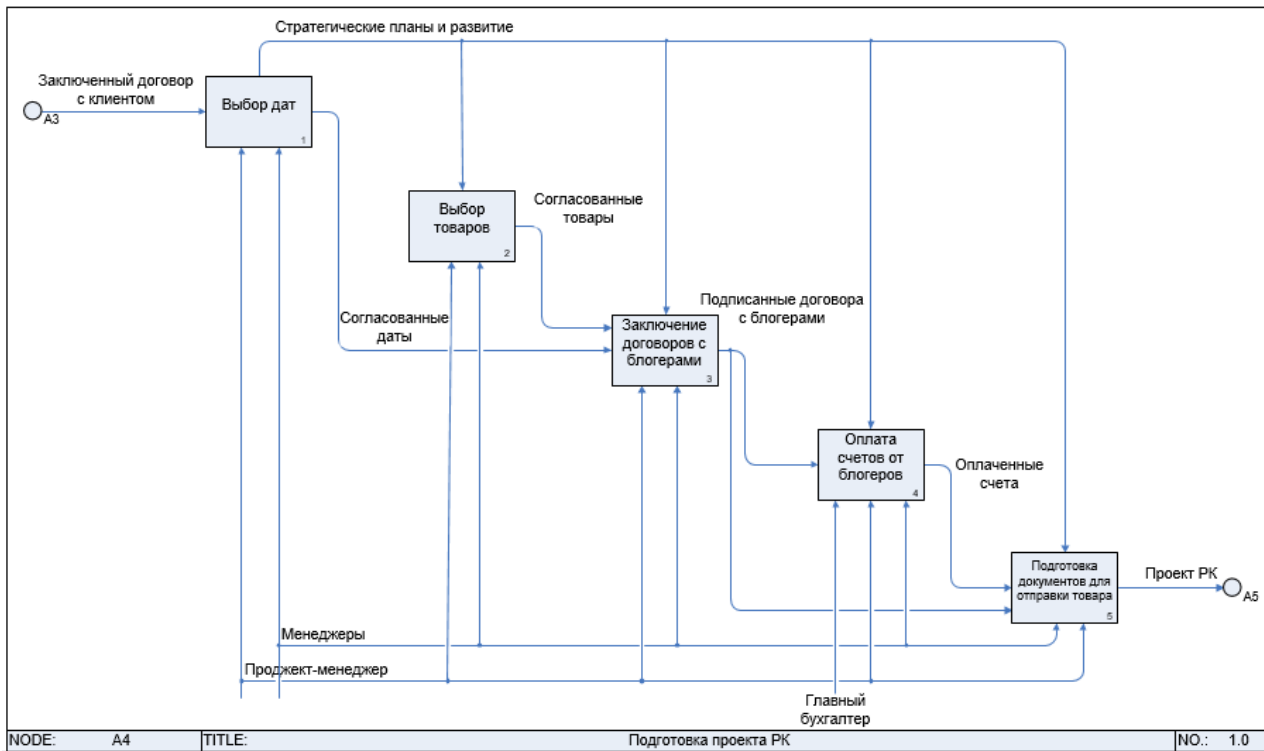 Стратегические планы и развитие
Заключенный договор
с клиентом
A3
Выбор дат
1
Выбор
товаров
2
Согласованные
товары
Согласованные
даты
Заключение
договоров с
блогерами
3
Подписанные договора
с блогерами
Оплата
счетов от
блогеров
4
Оплаченные
счета
Подготовка
документов для
отправки товара
5
Проект РК
A5
Менеджеры
Проджект-менеджер
Главный
бухгалтер
NODE: A4 TITLE: Подготовка проекта РК NO.: 1.0